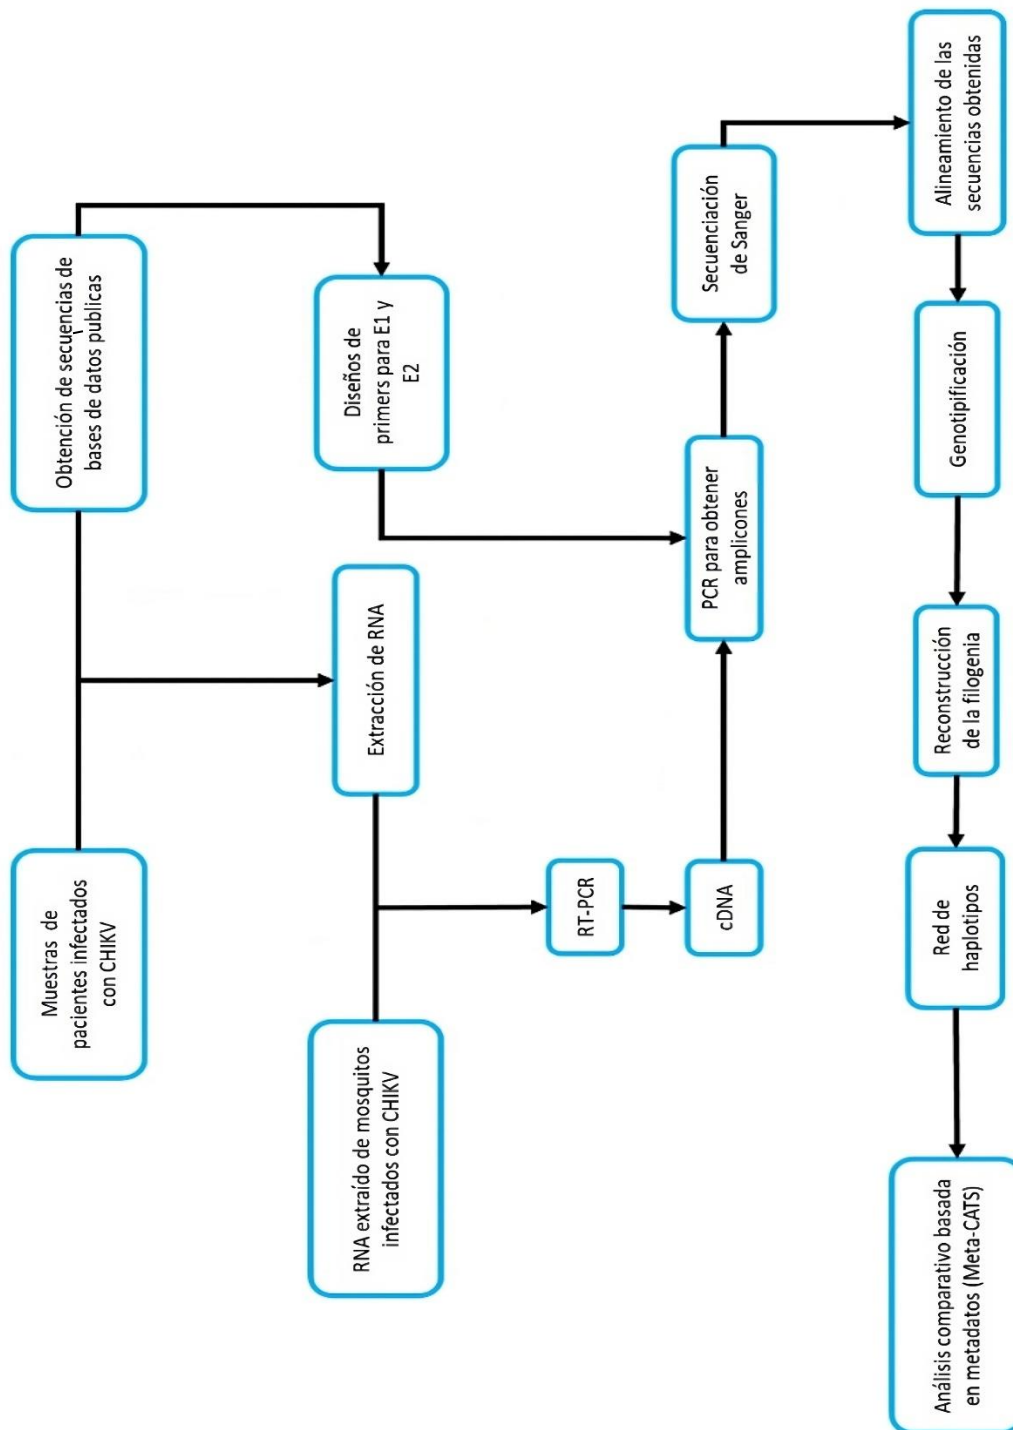 Muestras de
pacientes infectados
con CHIKV
Obtención de secuencias de
bases de datos públicas
RNA extraído de mosquitos
infectados con CHIKV
Extracción de RNA
Diseños de
primers para E1 y
E2
RT-PCR
cDNA
PCR para obtener
amplicones
Secuenciación
de Sanger
Alineamiento de las
secuencias obtenidas
Genotipificación
Reconstrucción
de la filogenia
Red de
haplotipos
Análisis comparativo basada
en metadatos (Meta-CATS)